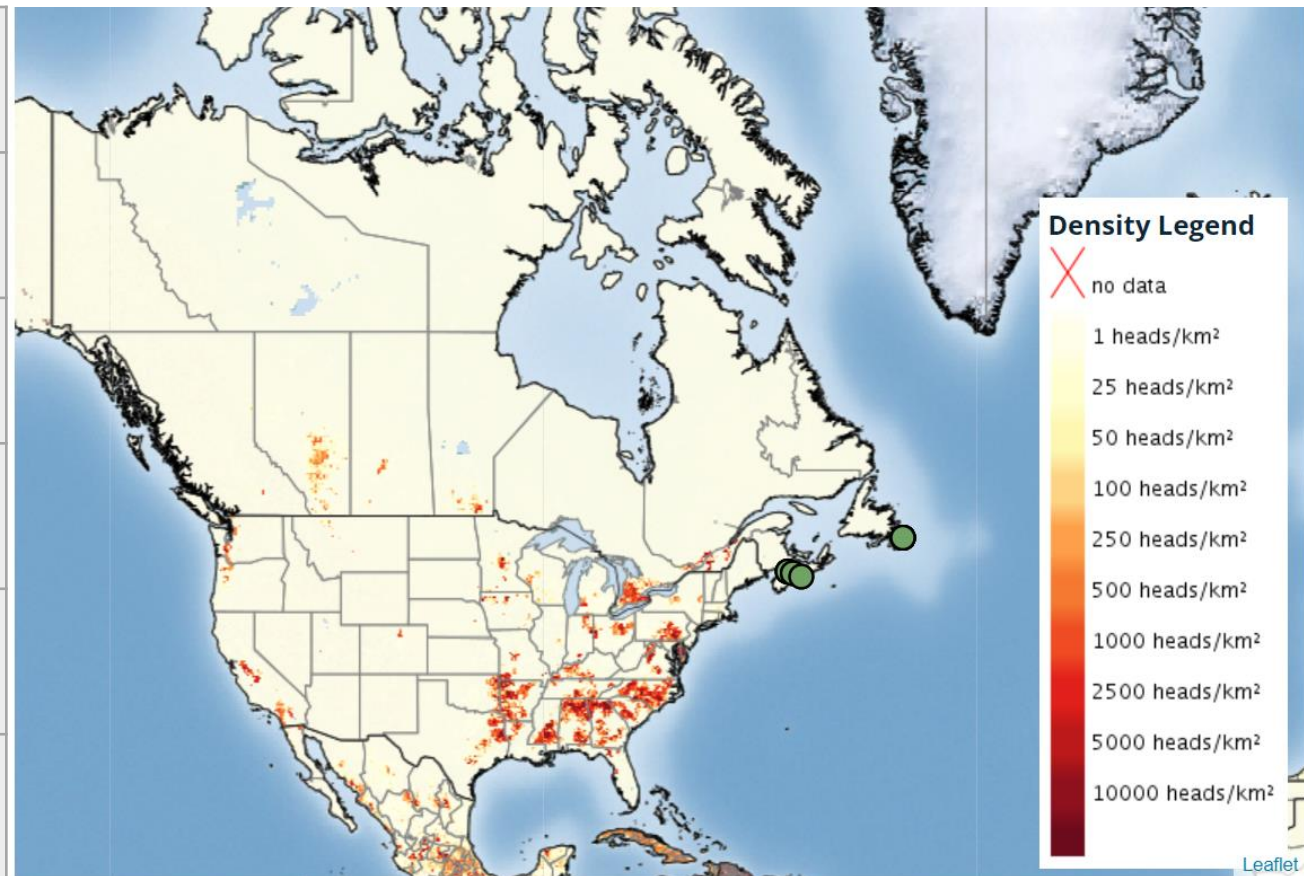 Density Legend
no data
1 heads/km²
25 heads/km²
50 heads/km²
100 heads/km²
250 heads/km²
500 heads/km²
1000 heads/km²
2500 heads/km²
5000 heads/km²
10000 heads/km²
Leaflet